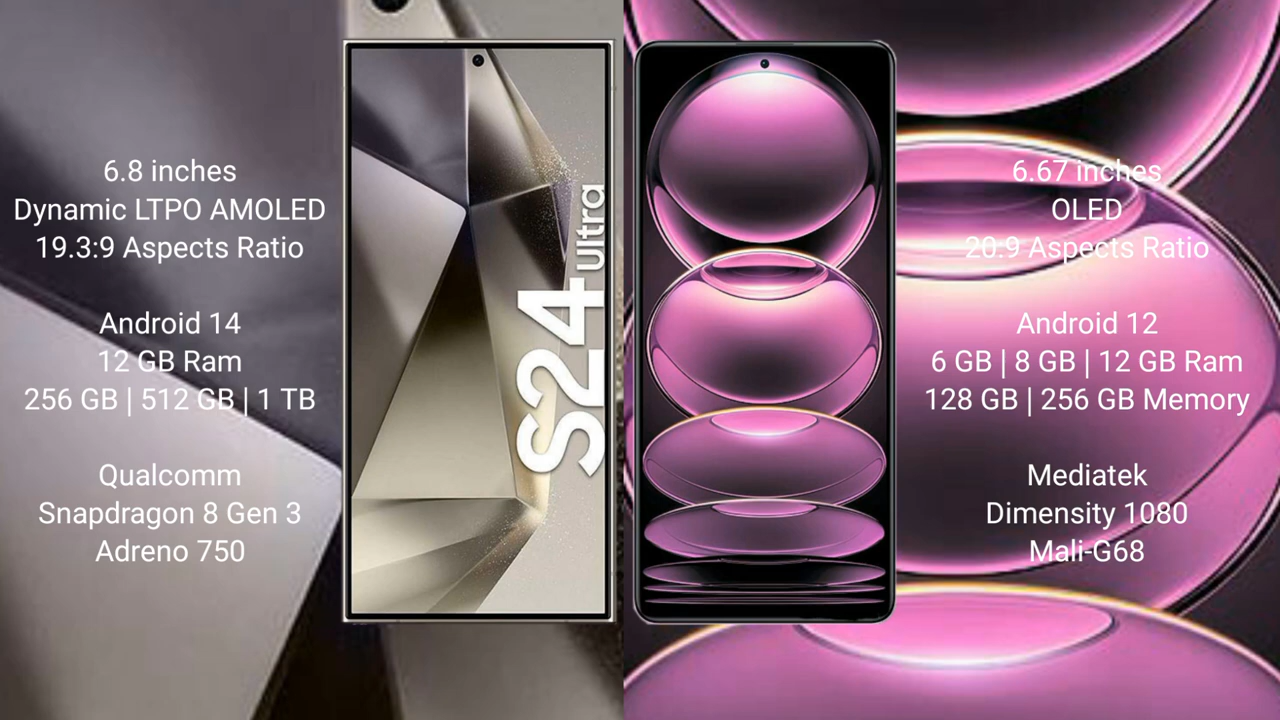 6.8 inches
Dynamic LTPO AMOLED
19.3:9 Aspects Ratio
Android 14
12 GB Ram
256 GB | 512 GB | 1 TB
Qualcomm
Snapdragon 8 Gen 3
Adreno 750
S24 Ultra
6.67 inches
OLED
20:9 Aspects Ratio
Android 12
6 GB | 8 GB | 12 GB Ram
128 GB | 256 GB Memory
Mediatek
Dimensity 1080
Mali-G68